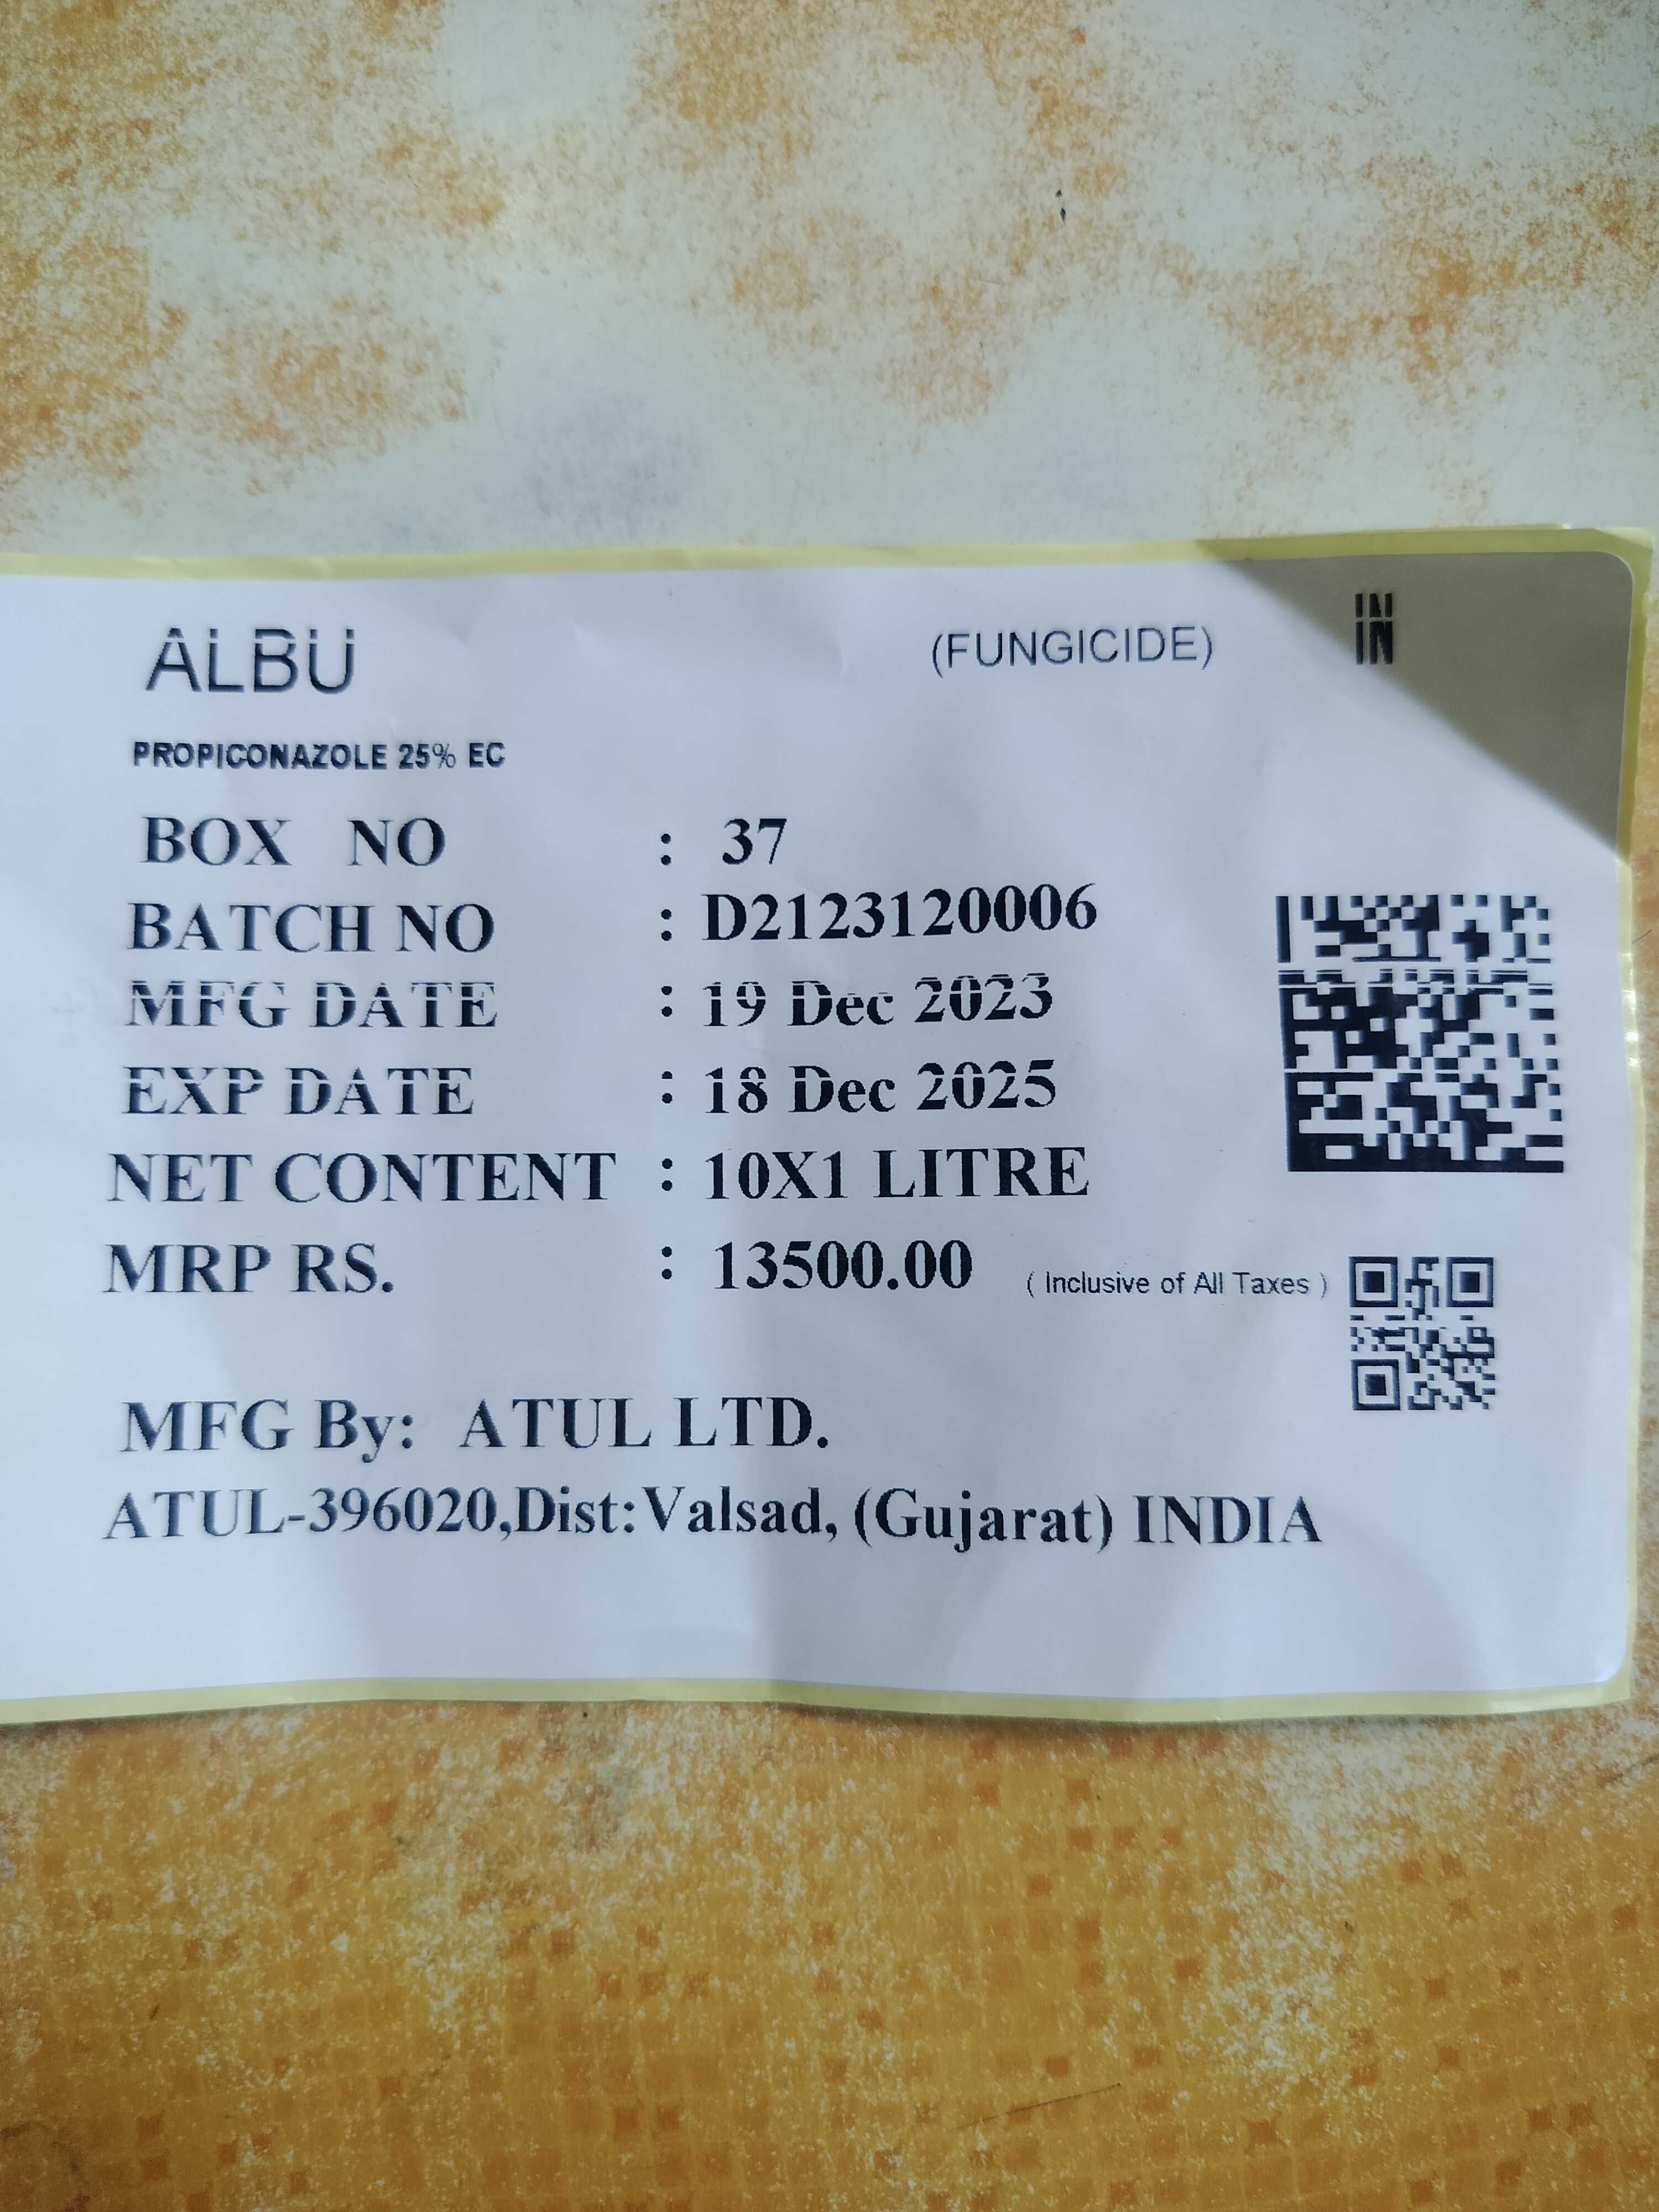 ALBU (FUNGICIDE) IN
PROPICONAZOLE 25% EC
BOX NO : 37
BATCH NO : D2123120006
MFG DATE : 19 Dec 2023
EXP DATE : 18 Dec 2025
NET CONTENT : 10X1 LITRE
MRP RS. : 13500.00 ( Inclusive of All Taxes )
MFG By: ATUL LTD.
ATUL-396020,Dist:Valsad, (Gujarat) INDIA